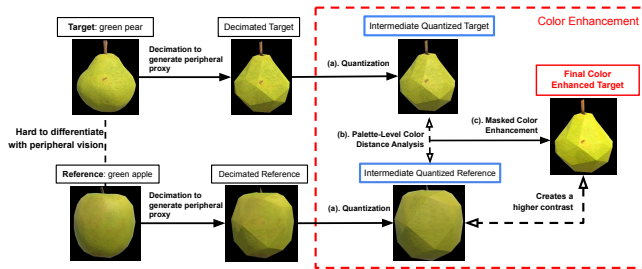 Color Enhancement
Target: green pear
Decimated Target
Intermediate Quantized Target
Decimation to
generate peripheral
proxy
(a). Quantization
Final Color
Enhanced Target
Hard to differentiate
with peripheral vision
(b). Palette-Level Color
Distance Analysis
(c). Masked Color
Enhancement
Reference: green apple
Decimated Reference
Intermediate Quantized Reference
Decimation to
generate peripheral
proxy
(a). Quantization
Creates a
higher contrast